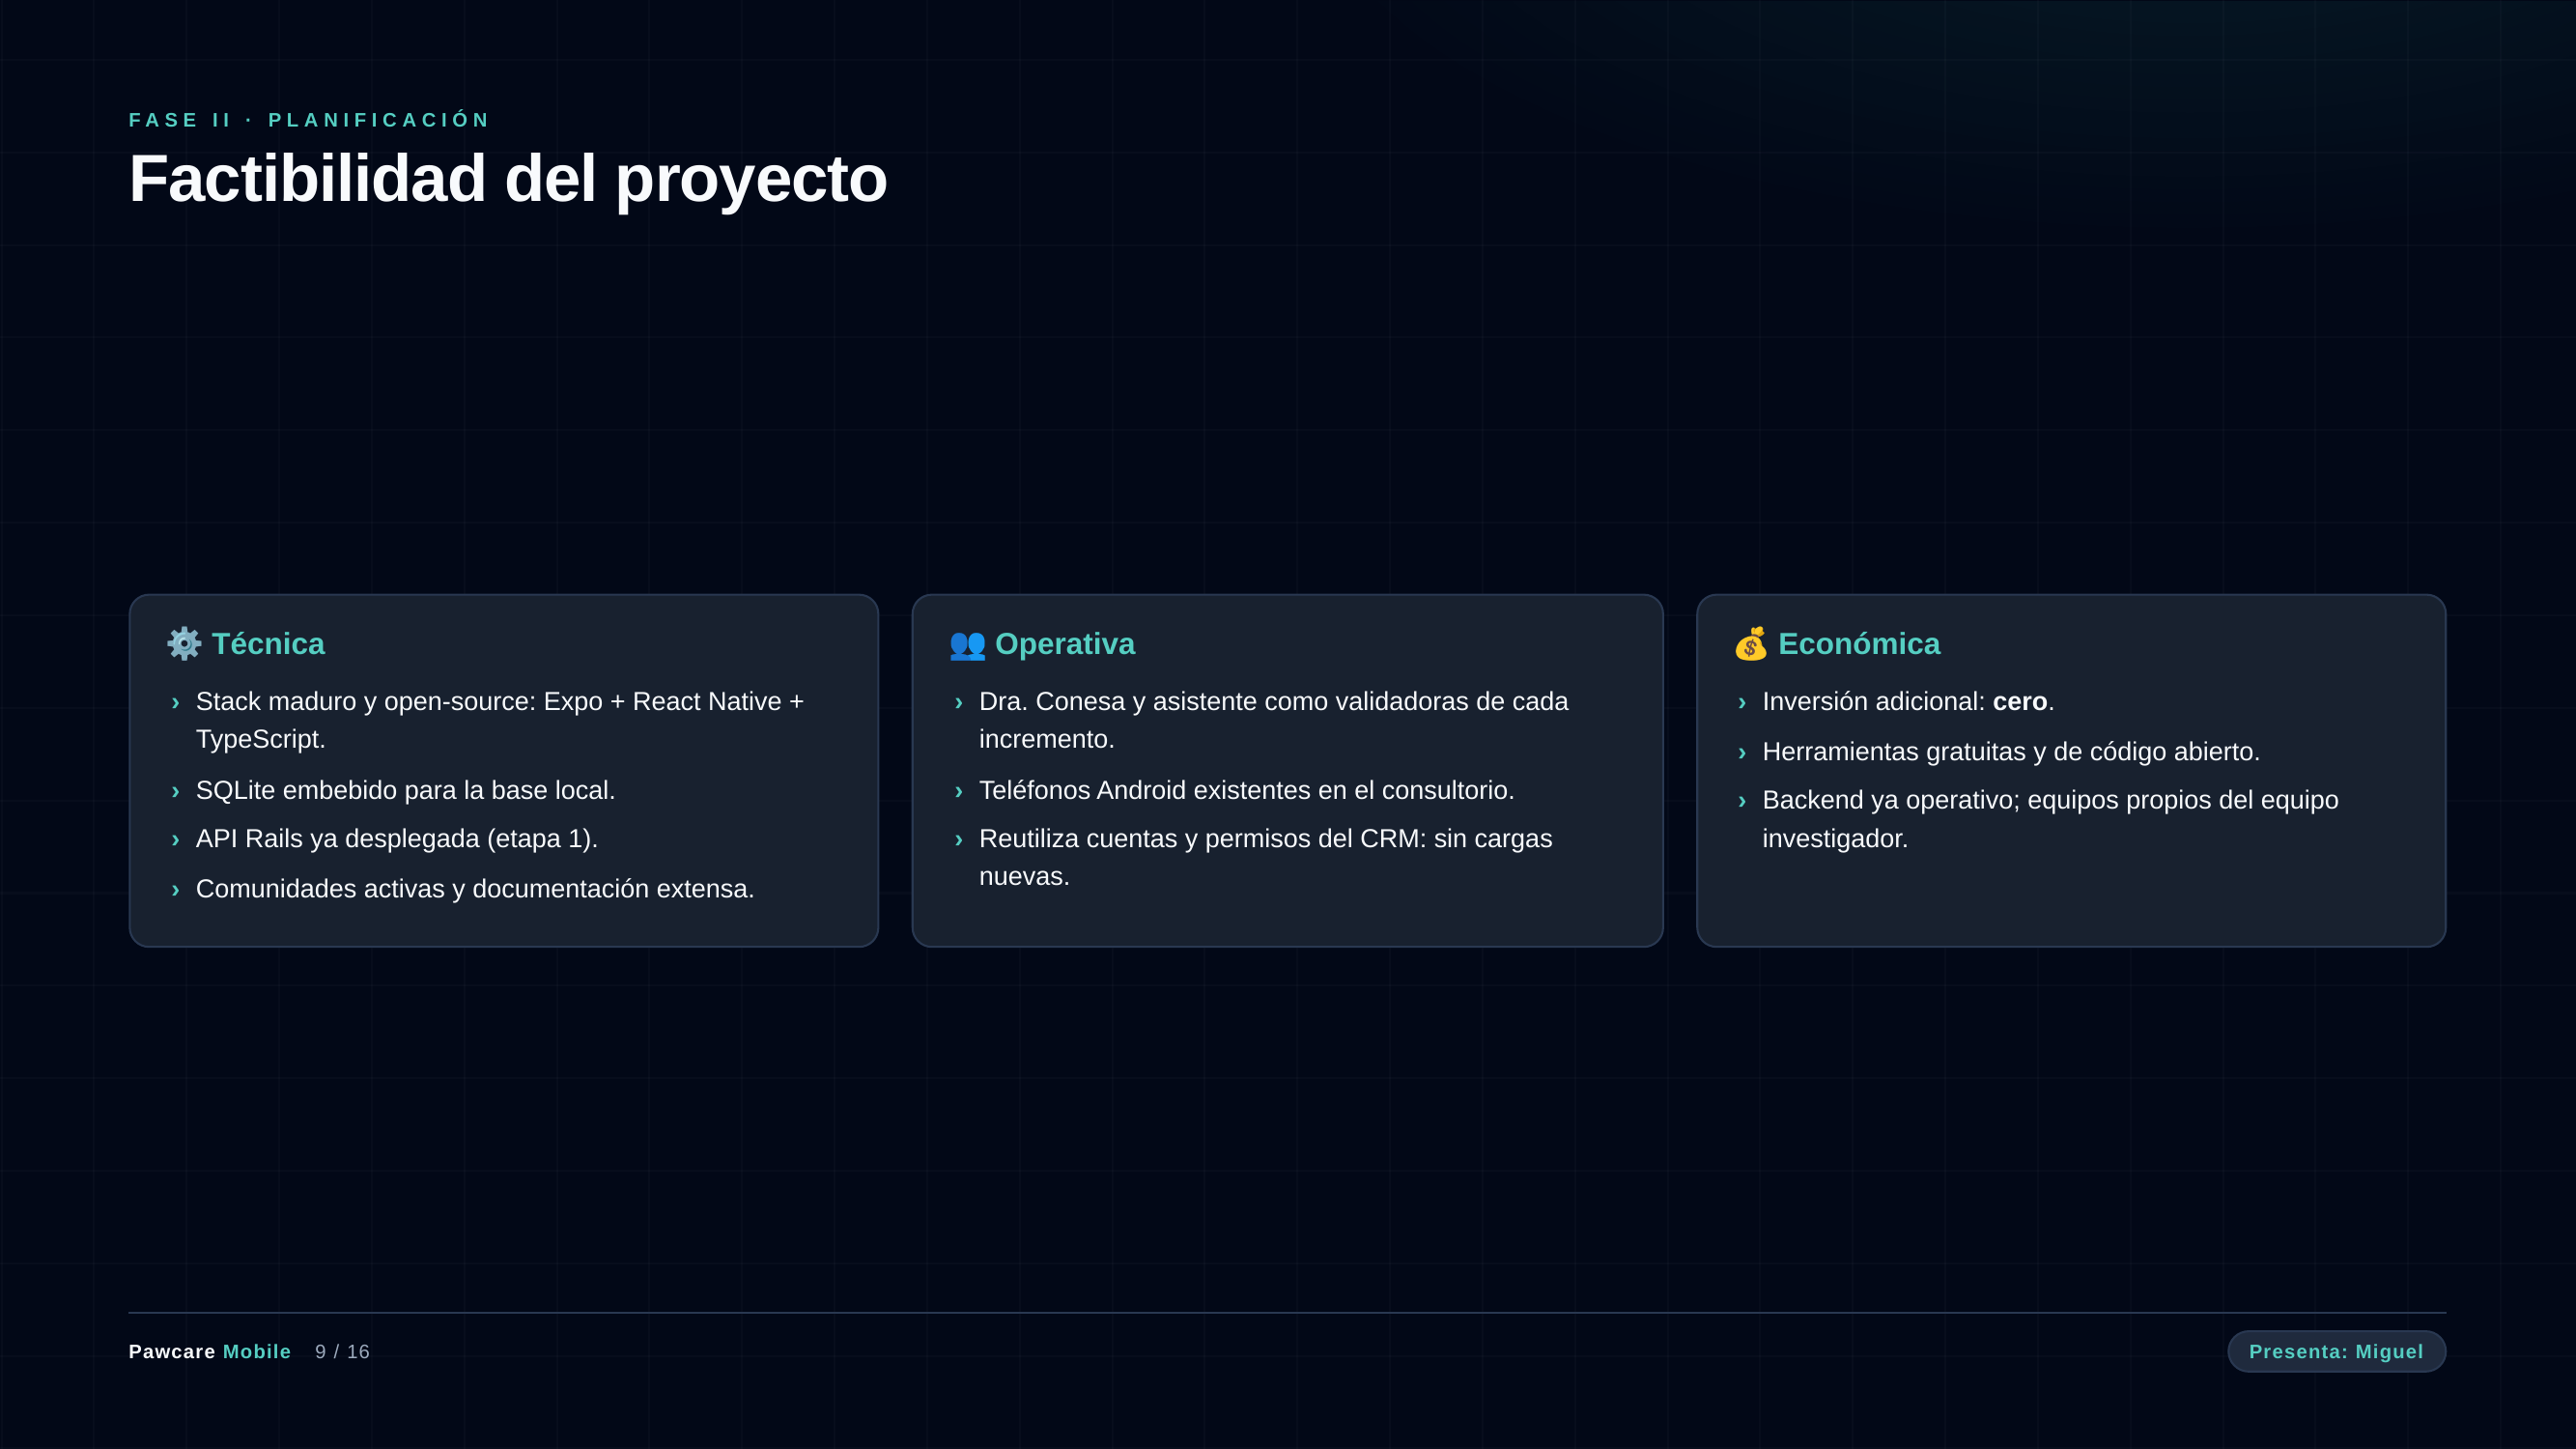 FASE II · PLANIFICACIÓN
Factibilidad del proyecto
⚙️ Técnica
› Stack maduro y open-source: Expo + React Native +
TypeScript.
› SQLite embebido para la base local.
› API Rails ya desplegada (etapa 1).
› Comunidades activas y documentación extensa.
👥 Operativa
› Dra. Conesa y asistente como validadoras de cada
incremento.
› Teléfonos Android existentes en el consultorio.
› Reutiliza cuentas y permisos del CRM: sin cargas
nuevas.
💰 Económica
› Inversión adicional: cero.
› Herramientas gratuitas y de código abierto.
› Backend ya operativo; equipos propios del equipo
investigador.
Pawcare Mobile 9 / 16
Presenta: Miguel